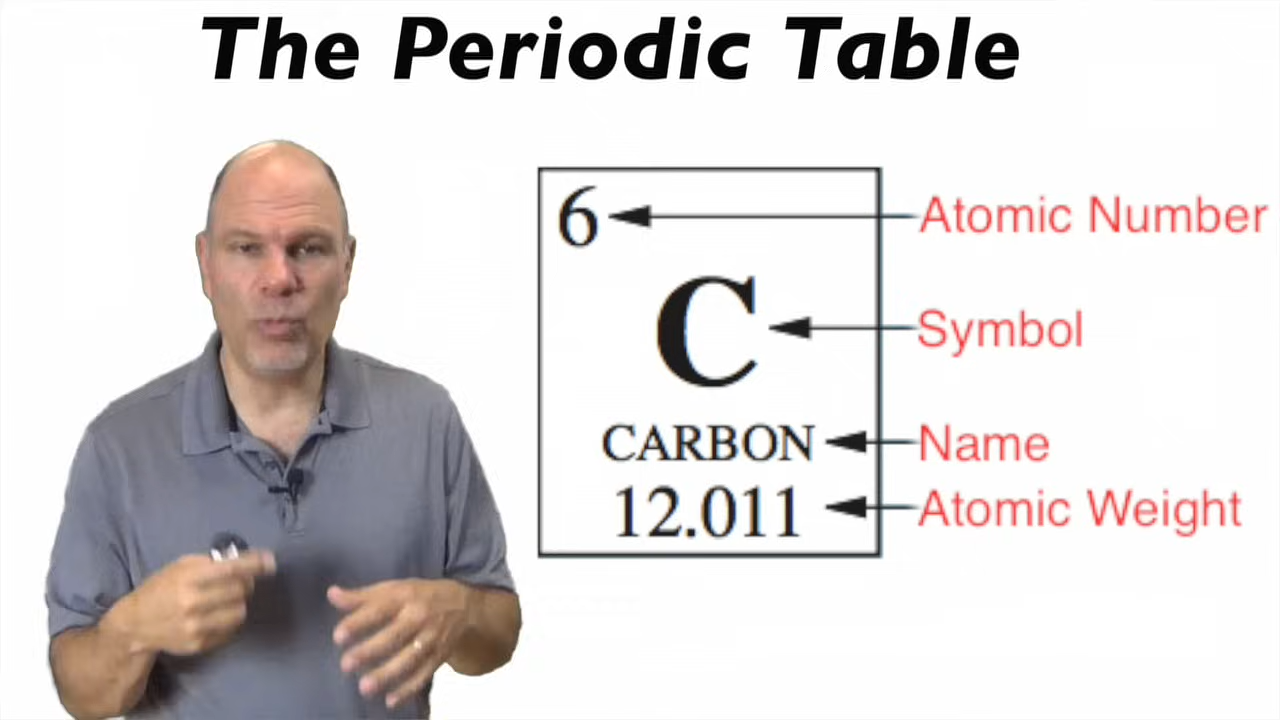 The Periodic Table
6 Atomic Number
C Symbol
CARBON Name
12.011 Atomic Weight